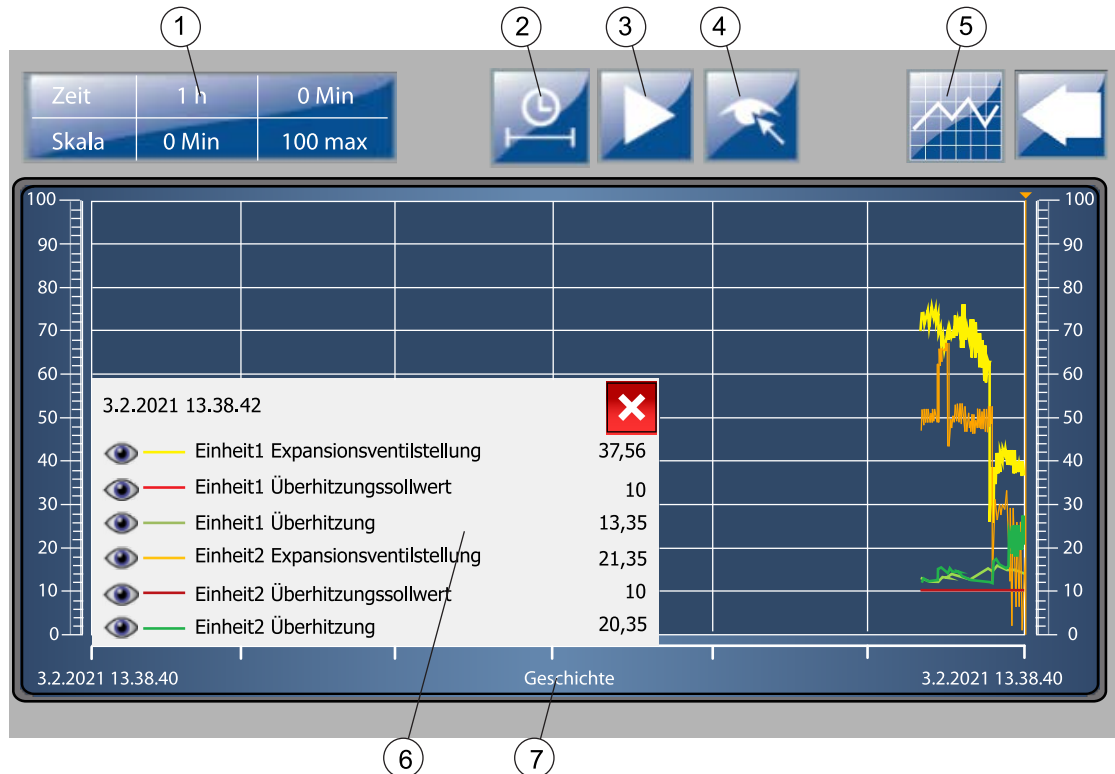 1 2 3 4 5
Zeit 1 h 0 Min
Skala 0 Min 100 max
100 100
90 90
80 80
70 70
60 60
3.2.2021 13.38.42
50 50
Einheit1 Expansionsventilstellung 37,56
40 40
Einheit1 Überhitzungssollwert 10
30 30
Einheit1 Überhitzung 13,35
20 20
Einheit2 Expansionsventilstellung 21,35
10 10
Einheit2 Überhitzungssollwert 10
Einheit2 Überhitzung 20,35
0 0
3.2.2021 13.38.40 Geschichte 3.2.2021 13.38.40
6 7